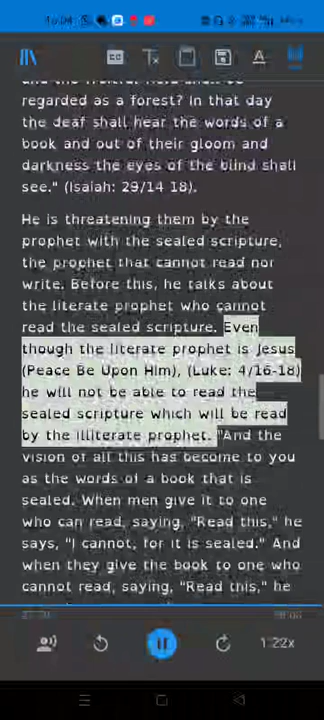 regarded as a forest? In that day
the deaf shall hear the words of a
book and out of their gloom and
darkness the eyes of the blind shall
see." (Isaiah: 29/14 18).
He is threatening them by the
prophet with the sealed scripture,
the prophet that cannot read nor
write. Before this, he talks about
the literate prophet who cannot
read the sealed scripture. Even
though the literate prophet is Jesus
(Peace Be Upon Him), (Luke: 4/16-18)
he will not be able to read the
sealed scripture which will be read
by the illiterate prophet. "And the
vision of all this has become to you
as the words of a book that is
sealed. When men give it to one
who can read, saying, "Read this," he
says, "I cannot, for it is sealed." And
when they give the book to one who
cannot read, saying, "Read this," he
1.22x